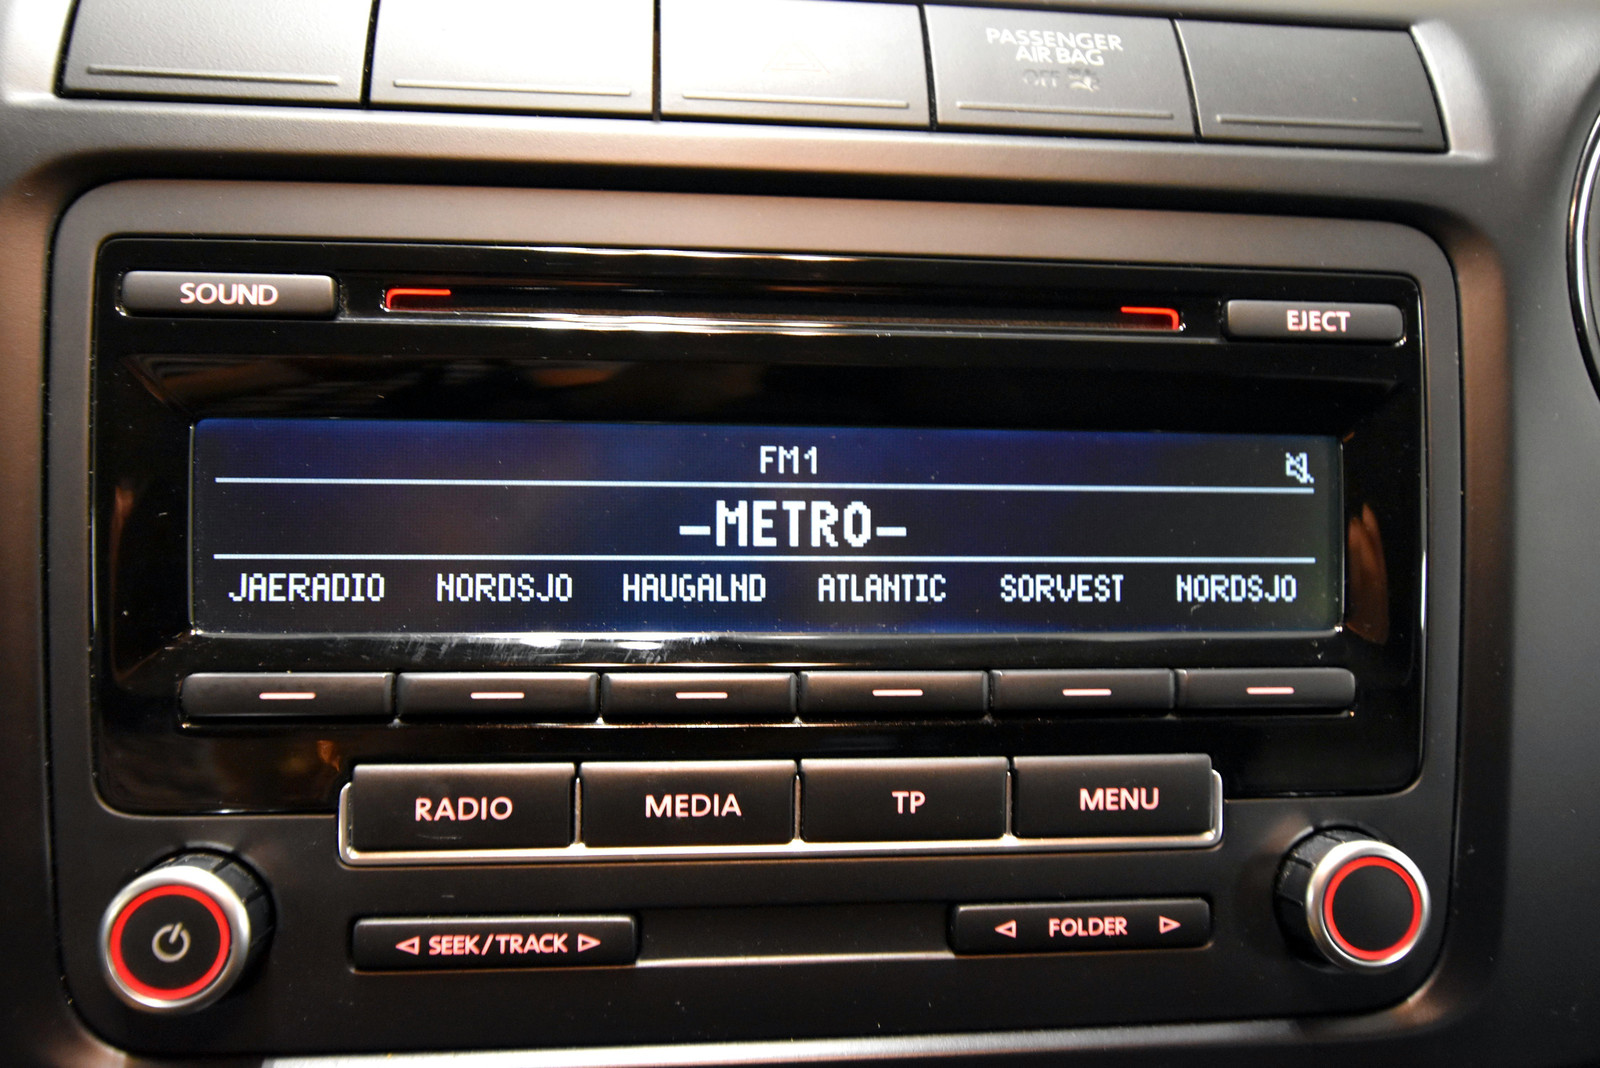 PASSENGER
AIR BAG
OFF
SOUND
EJECT
FM1
-METRO-
JAERADIO NORDSJO HAUGALND ATLANTIC SORVEST NORDSJO
RADIO MEDIA TP MENU
SEEK/TRACK FOLDER